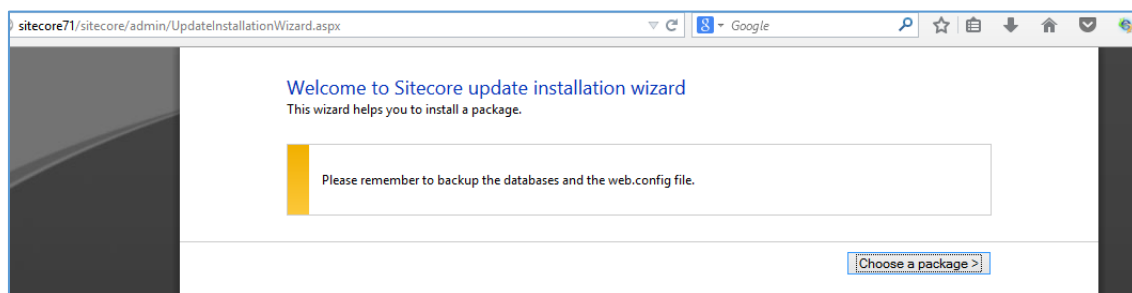 sitecore71/sitecore/admin/UpdateInstallationWizard.aspx
8 Google
Welcome to Sitecore update installation wizard
This wizard helps you to install a package.
Please remember to backup the databases and the web.config file.
Choose a package >